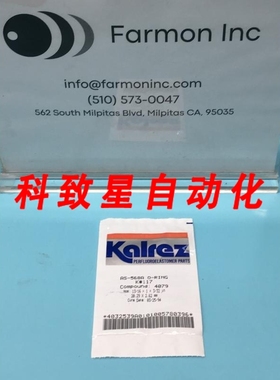 Farmon Inc
info@farmoninc.com
(510) 573-0047
562 South Milpitas Blvd, Milpitas CA, 95035
科致星自动化
Kalrez
PERFLUOROELASTOMER PARTS
AS-568A O-RING
K#117
Compound: 4079